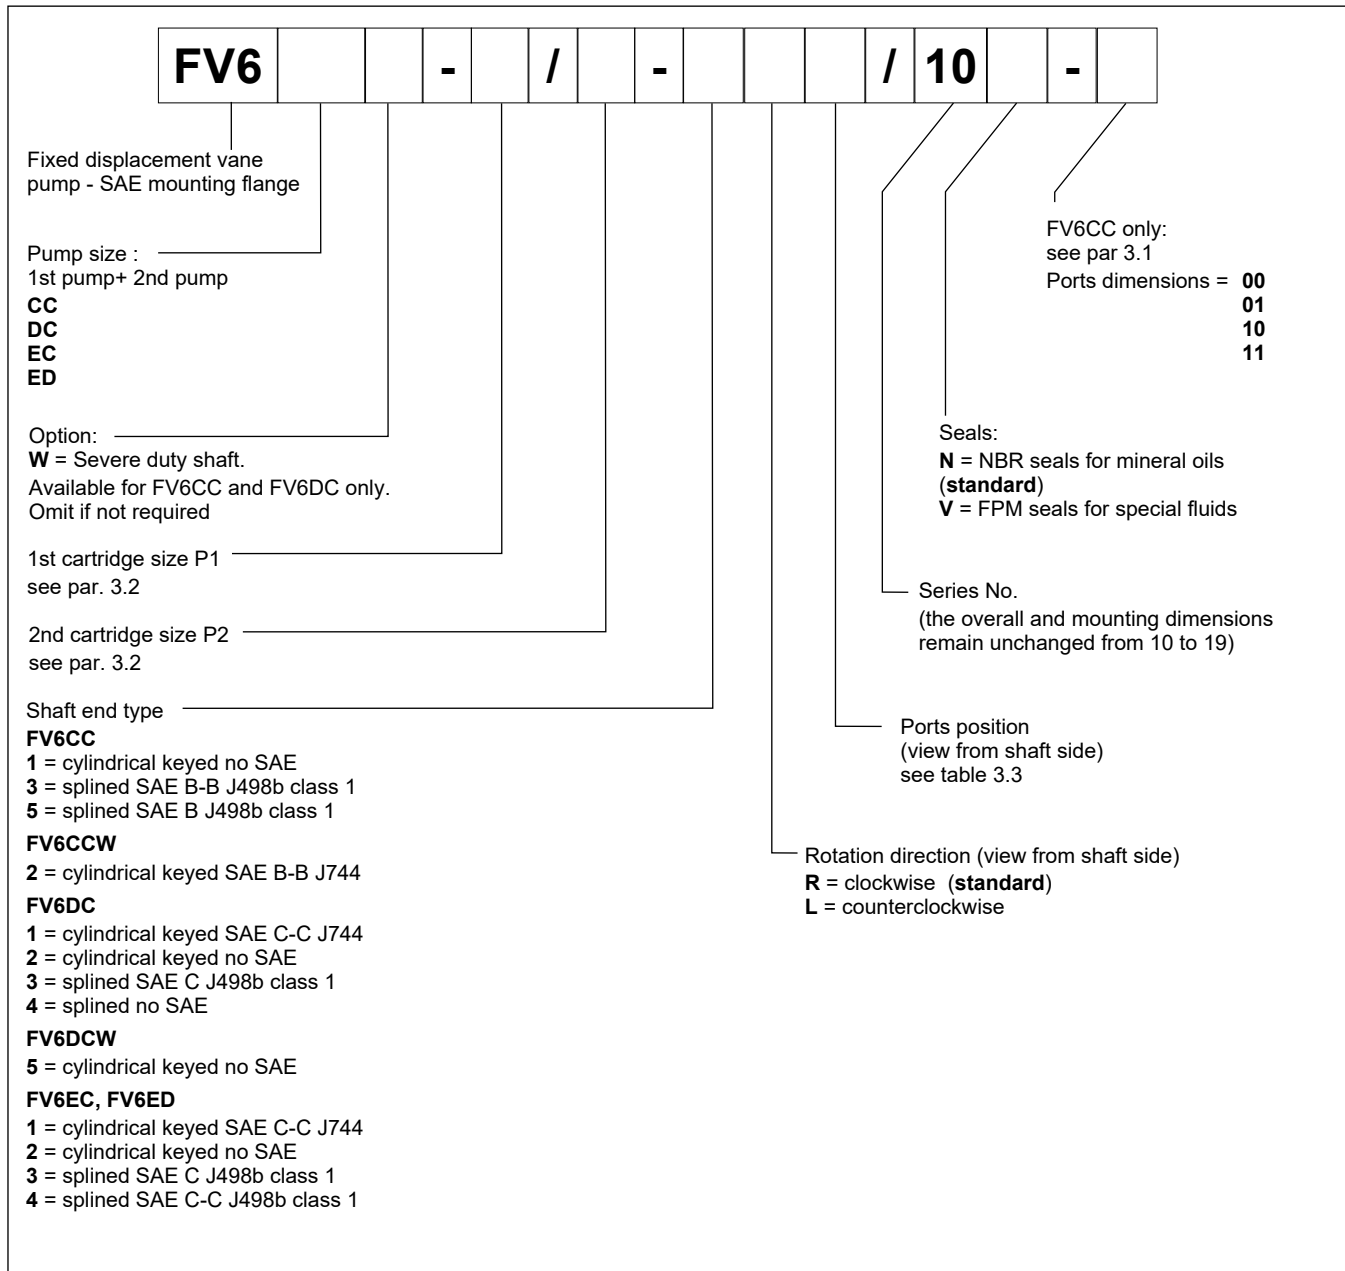 FV6 - / - / 10 -
Fixed displacement vane
pump - SAE mounting flange
Pump size :
1st pump+ 2nd pump
CC
DC
EC
ED
Option:
W = Severe duty shaft.
Available for FV6CC and FV6DC only.
Omit if not required
1st cartridge size P1
see par. 3.2
2nd cartridge size P2
see par. 3.2
Shaft end type
FV6CC
1 = cylindrical keyed no SAE
3 = splined SAE B-B J498b class 1
5 = splined SAE B J498b class 1
FV6CCW
2 = cylindrical keyed SAE B-B J744
FV6DC
1 = cylindrical keyed SAE C-C J744
2 = cylindrical keyed no SAE
3 = splined SAE C J498b class 1
4 = splined no SAE
FV6DCW
5 = cylindrical keyed no SAE
FV6EC, FV6ED
1 = cylindrical keyed SAE C-C J744
2 = cylindrical keyed no SAE
3 = splined SAE C J498b class 1
4 = splined SAE C-C J498b class 1
FV6CC only:
see par 3.1
Ports dimensions = 00
01
10
11
Seals:
N = NBR seals for mineral oils
(standard)
V = FPM seals for special fluids
Series No.
(the overall and mounting dimensions
remain unchanged from 10 to 19)
Ports position
(view from shaft side)
see table 3.3
Rotation direction (view from shaft side)
R = clockwise (standard)
L = counterclockwise